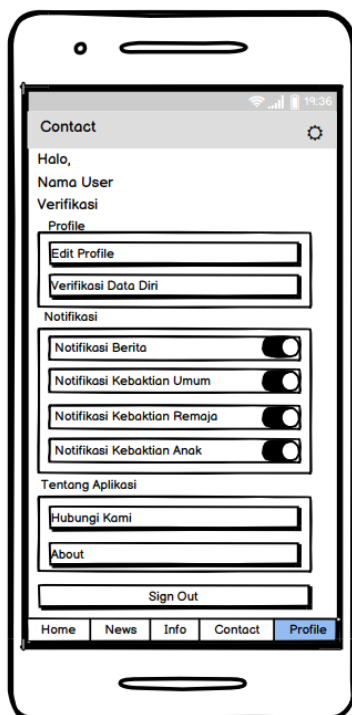 19:36
Contact
Halo,
Nama User
Verifikasi
Profile
Edit Profile
Verifikasi Data Diri
Notifikasi
Notifikasi Berita
Notifikasi Kebaktian Umum
Notifikasi Kebaktian Remaja
Notifikasi Kebaktian Anak
Tentang Aplikasi
Hubungi Kami
About
Sign Out
Home News Info Contact Profile